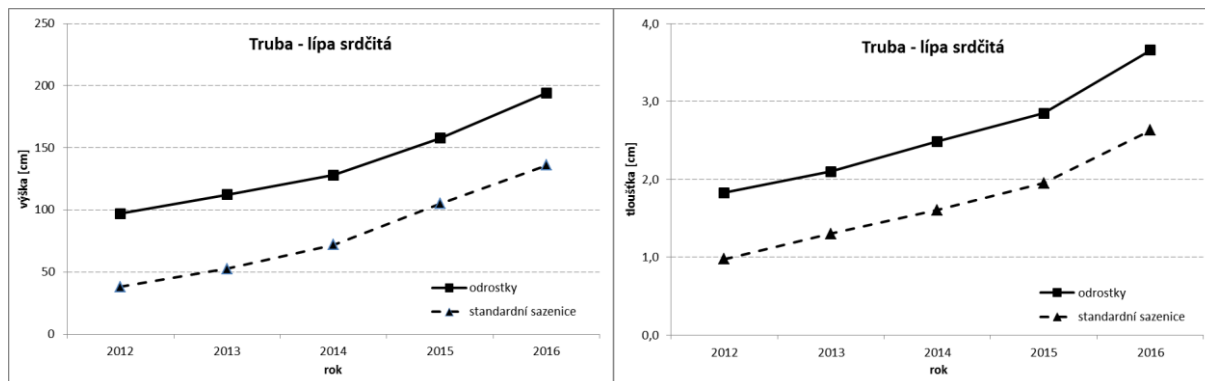 Truba - lípa srdčitá
250
200
150
100
50
0
výška [cm]
odrostky
standardní sazenice
2012 2013 2014 2015 2016
rok
Truba - lípa srdčitá
4,0
3,0
2,0
1,0
0,0
tloušťka [cm]
odrostky
standardní sazenice
2012 2013 2014 2015 2016
rok